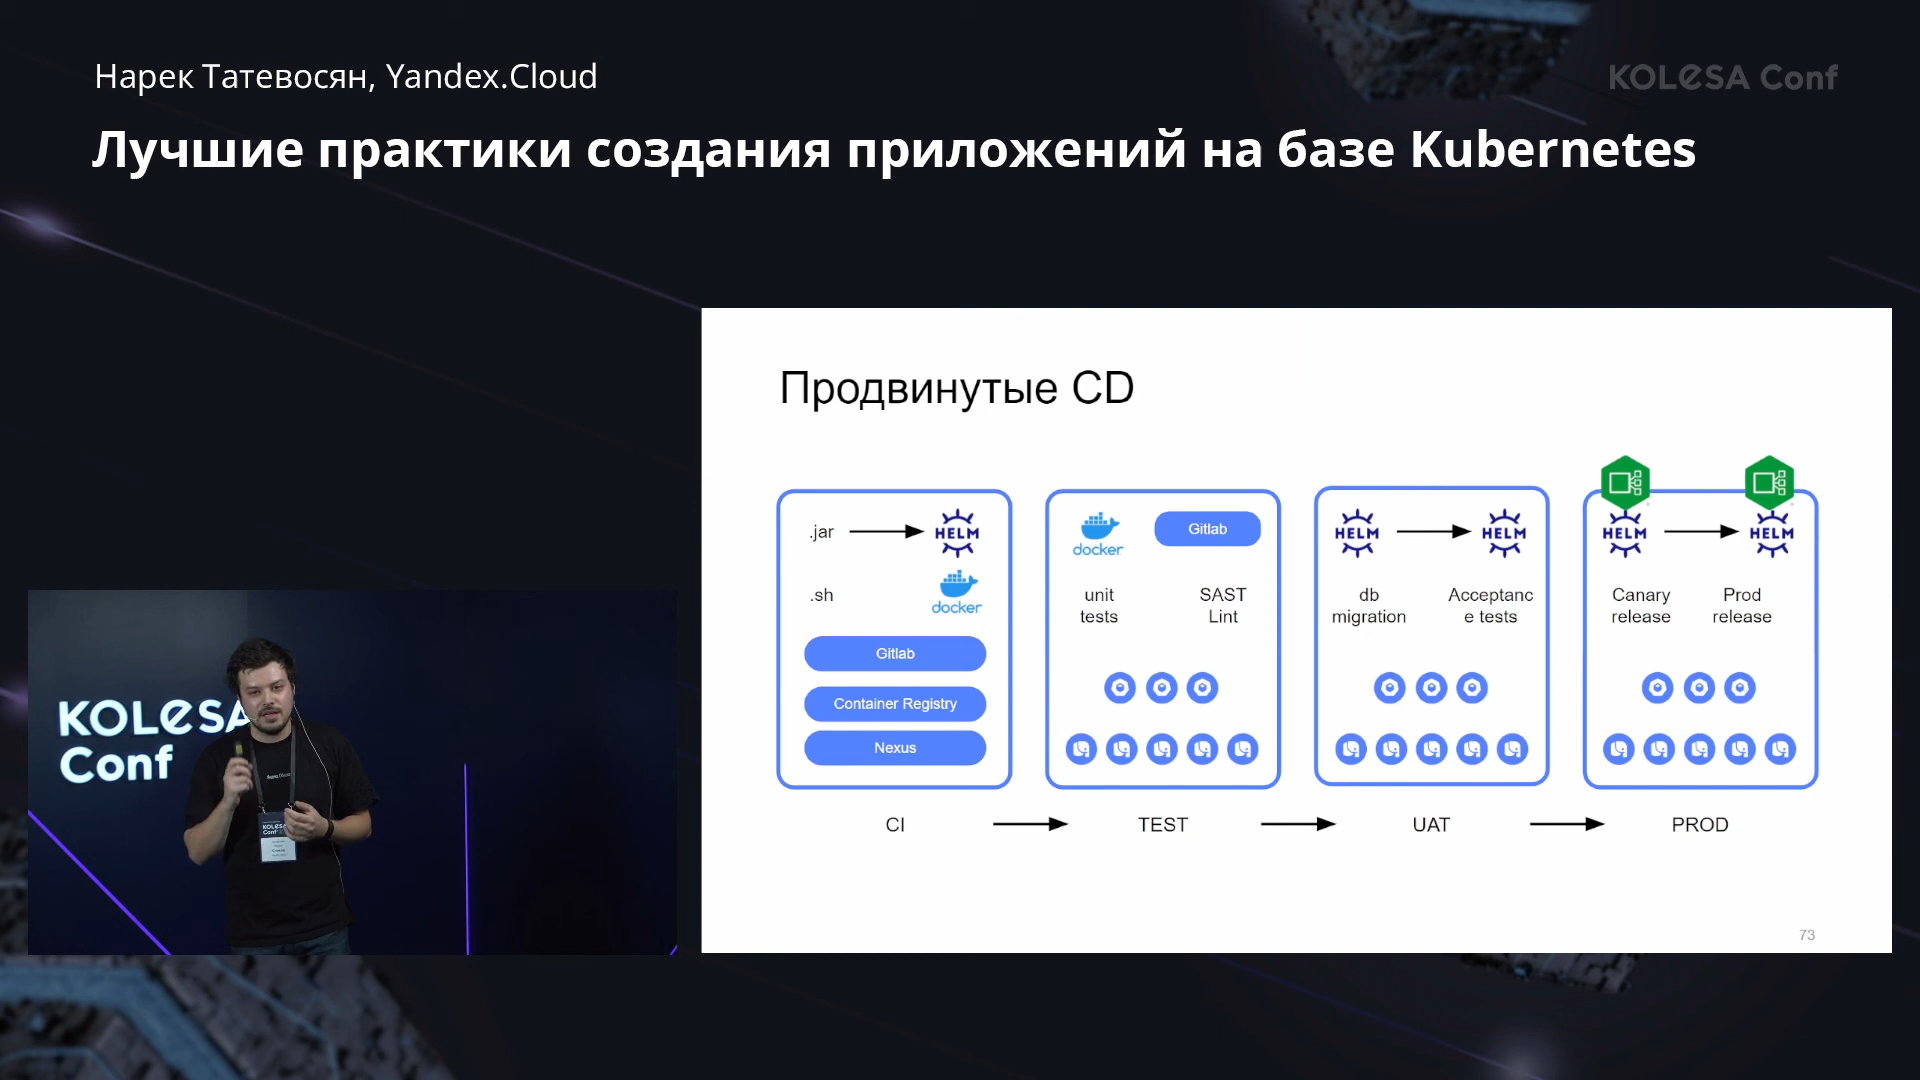 Нарек Татевосян, Yandex.Cloud
KOLESA Conf
Лучшие практики создания приложений на базе Kubernetes
Продвинутые CD
.jar
HELM
.sh
docker
Gitlab
Container Registry
Nexus
CI
docker
Gitlab
unit
tests
SAST
Lint
TEST
HELM
HELM
db
migration
Acceptanc
e tests
UAT
HELM
HELM
Canary
release
Prod
release
PROD
73
KOLESA
Conf
KOLESA
Conf